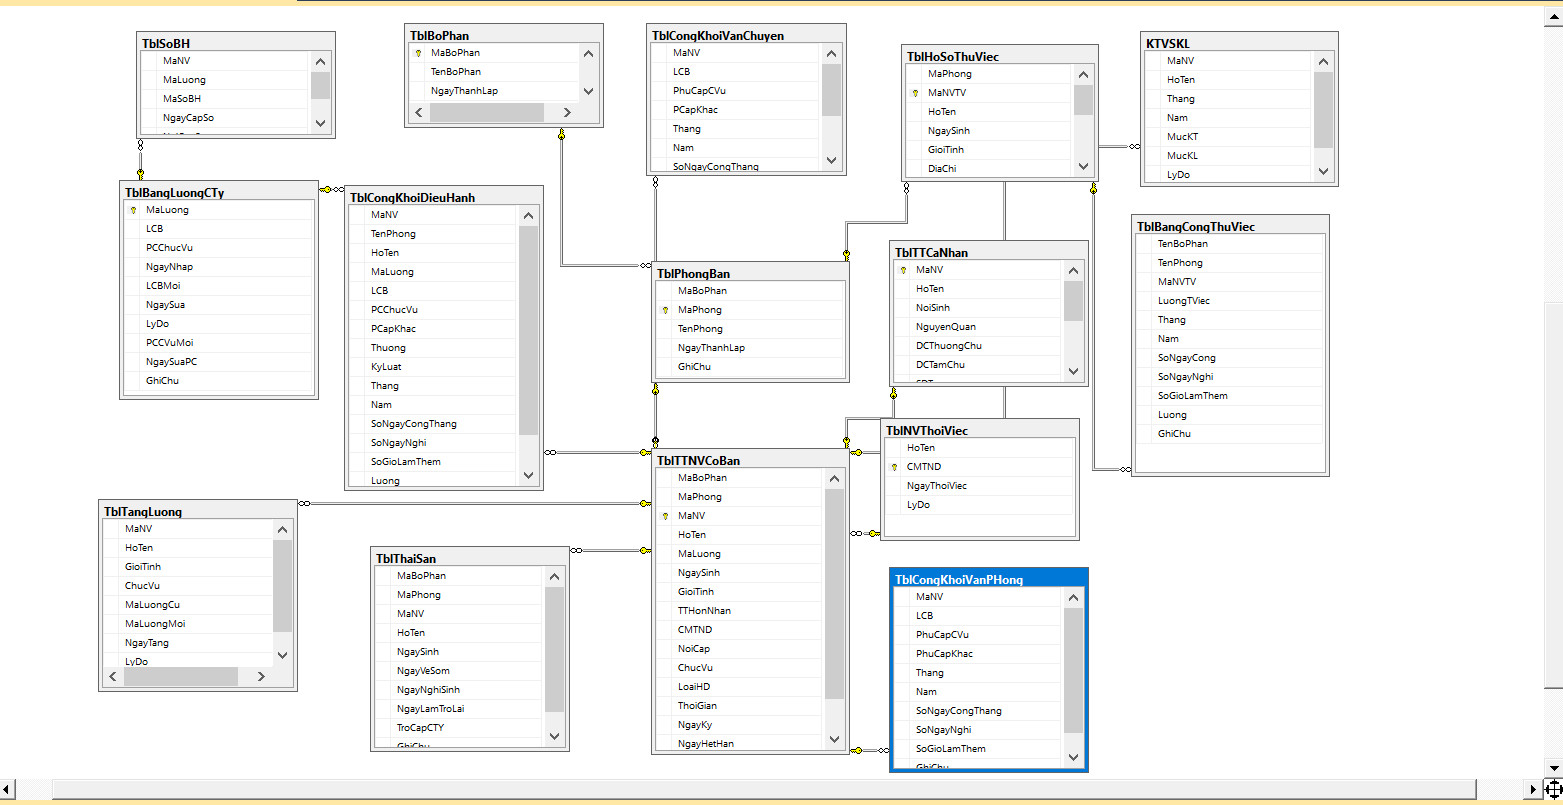 TblSoBH
MaNV
MaLuong
MaSoBH
NgayCapSo
TblBoPhan
MaBoPhan
TenBoPhan
NgayThanhLap
TblCongKhoiVanChuyen
MaNV
LCB
PhuCapCVu
PCapKhac
Thang
Nam
SoNgayCongThang
TblHoSoThuViec
MaPhong
MaNVTV
HoTen
NgaySinh
GioiTinh
DiaChi
KTVSKL
MaNV
HoTen
Thang
Nam
MucKT
MucKL
LyDo
TblBangLuongCTy
MaLuong
LCB
PCChucVu
NgayNhap
LCBMoi
NgaySua
LyDo
PCCVuMoi
NgaySuaPC
GhiChu
TblCongKhoiDieuHanh
MaNV
TenPhong
HoTen
MaLuong
LCB
PCChucVu
PCapKhac
Thuong
KyLuat
Thang
Nam
SoNgayCongThang
SoNgayNghi
SoGioLamThem
Luong
TblPhongBan
MaBoPhan
MaPhong
TenPhong
NgayThanhLap
GhiChu
TblTTCaNhan
MaNV
HoTen
NoiSinh
NguyenQuan
DCThuongChu
DCTamChu
SDT
TblBangCongThuViec
TenBoPhan
TenPhong
MaNVTV
LuongTViec
Thang
Nam
SoNgayCong
SoNgayNghi
SoGioLamThem
Luong
GhiChu
TblNVThoiViec
HoTen
CMTND
NgayThoiViec
LyDo
TblTTNVCoBan
MaBoPhan
MaPhong
MaNV
HoTen
MaLuong
NgaySinh
GioiTinh
TTHonNhan
CMTND
NoiCap
ChucVu
LoaiHD
ThoiGian
NgayKy
NgayHetHan
TblTangLuong
MaNV
HoTen
GioiTinh
ChucVu
MaLuongCu
MaLuongMoi
NgayTang
LyDo
TblThaiSan
MaBoPhan
MaPhong
MaNV
HoTen
NgaySinh
NgayVeSom
NgayNghiSinh
NgayLamTroLai
TroCapCTY
GhiChu
TblCongKhoiVanPHong
MaNV
LCB
PhuCapCVu
PhuCapKhac
Thang
Nam
SoNgayCongThang
SoNgayNghi
SoGioLamThem
GhiChu